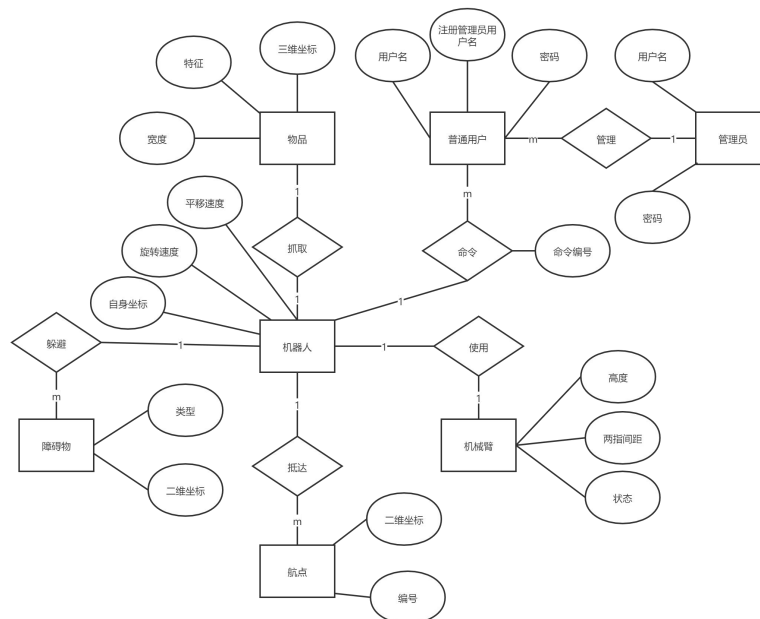 三维坐标
特征
宽度
物品
用户名
注册管理员用
户名
密码
普通用户
m
管理
1
用户名
管理员
密码
1
抓取
1
m
命令
命令编号
1
平移速度
旋转速度
自身坐标
机器人
躲避
1
m
障碍物
类型
二维坐标
1
使用
1
机械臂
高度
两指间距
状态
1
抵达
m
航点
二维坐标
编号